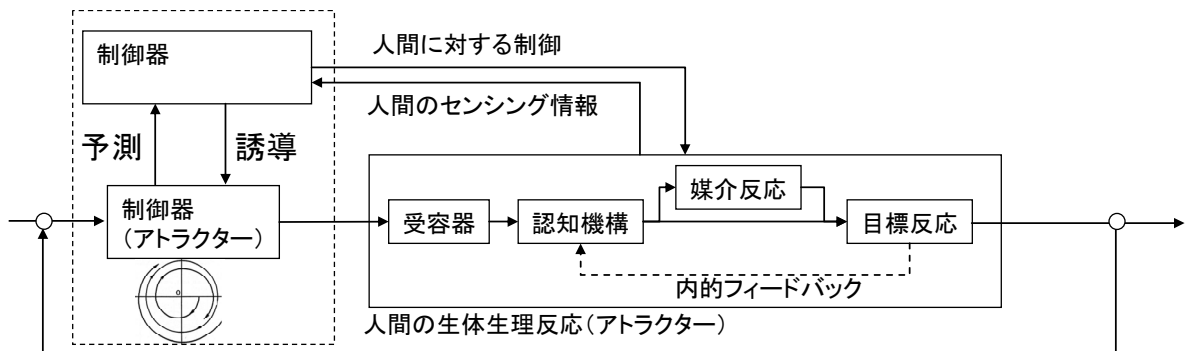 制御器
人間に対する制御
人間のセンシング情報
予測
誘導
制御器
（アトラクター）
受容器
認知機構
媒介反応
目標反応
内的フィードバック
人間の生体生理反応（アトラクター）
0